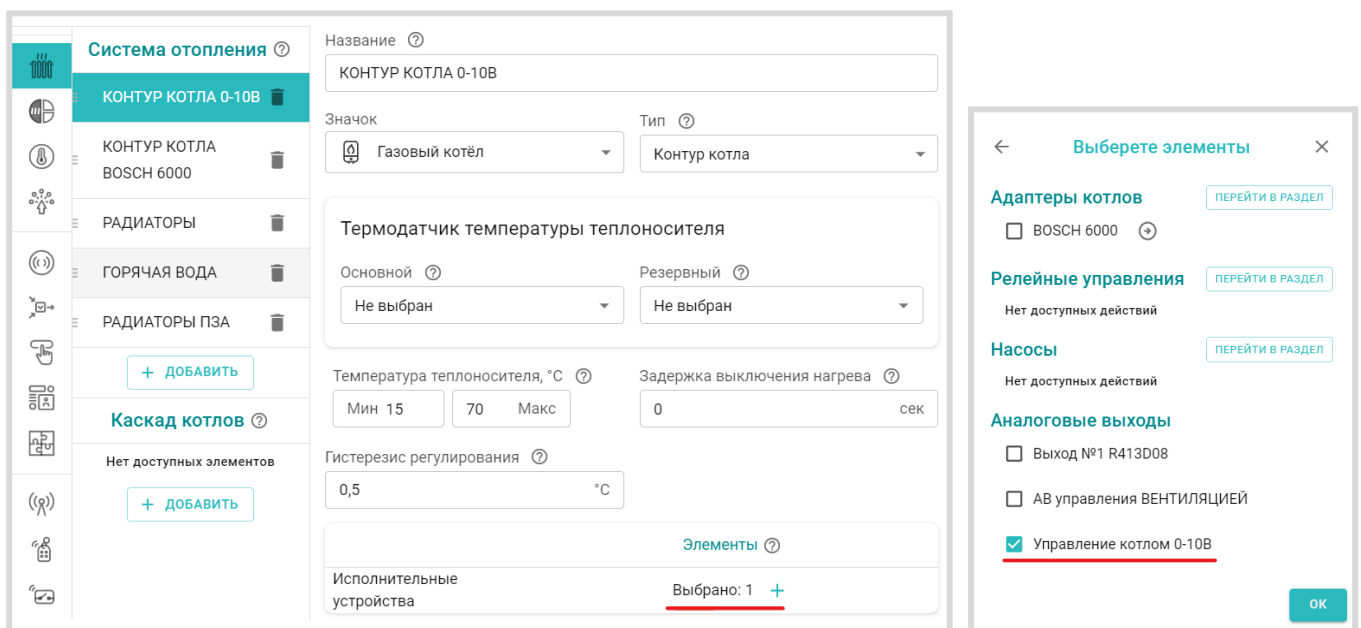 Система отопления
КОНТУР КОТЛА 0-10В
КОНТУР КОТЛА
BOSCH 6000
РАДИАТОРЫ
ГОРЯЧАЯ ВОДА
РАДИАТОРЫ ПЗА
+ ДОБАВИТЬ
Каскад котлов
Нет доступных элементов
+ ДОБАВИТЬ
Название
КОНТУР КОТЛА 0-10В
Значок
Тип
Газовый котёл
Контур котла
Термодатчик температуры теплоносителя
Основной
Резервный
Не выбран
Не выбран
Температура теплоносителя, °С
Задержка выключения нагрева
Мин 15
70 Макс
0 сек
Гистерезис регулирования
0,5 °С
Элементы
Исполнительные
устройства
Выбрано: 1 +
Выберете элементы
Адаптеры котлов
ПЕРЕЙТИ В РАЗДЕЛ
BOSCH 6000
Релейные управления
ПЕРЕЙТИ В РАЗДЕЛ
Нет доступных действий
Насосы
ПЕРЕЙТИ В РАЗДЕЛ
Нет доступных действий
Аналоговые выходы
Выход №1 R413D08
АВ управления ВЕНТИЛЯЦИЕЙ
Управление котлом 0-10В
ОК